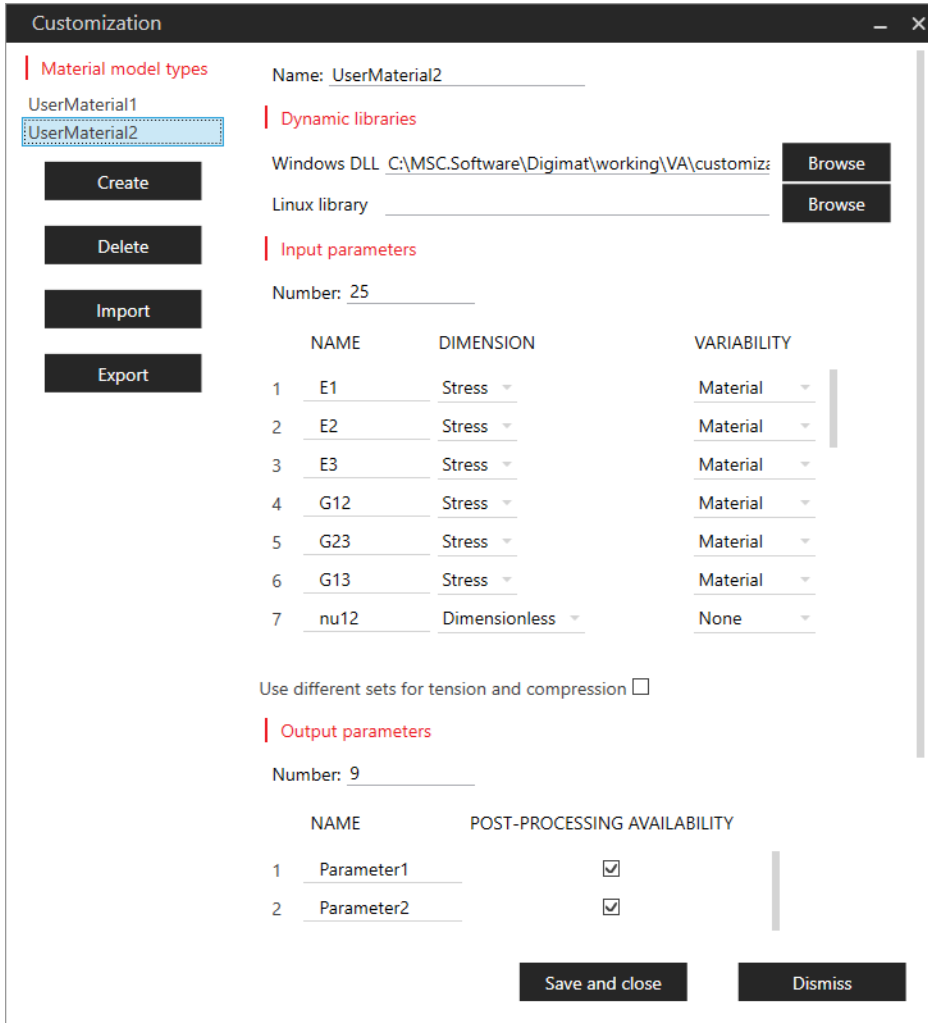 Customization
Material model types
UserMaterial1
UserMaterial2
Create
Delete
Import
Export
Name: UserMaterial2
Dynamic libraries
Windows DLL C:\MSC.Software\Digimat\working\VA\customiza Browse
Linux library Browse
Input parameters
Number: 25
NAME DIMENSION VARIABILITY
1 E1 Stress Material
2 E2 Stress Material
3 E3 Stress Material
4 G12 Stress Material
5 G23 Stress Material
6 G13 Stress Material
7 nu12 Dimensionless None
Use different sets for tension and compression
Output parameters
Number: 9
NAME POST-PROCESSING AVAILABILITY
1 Parameter1
2 Parameter2
Save and close Dismiss